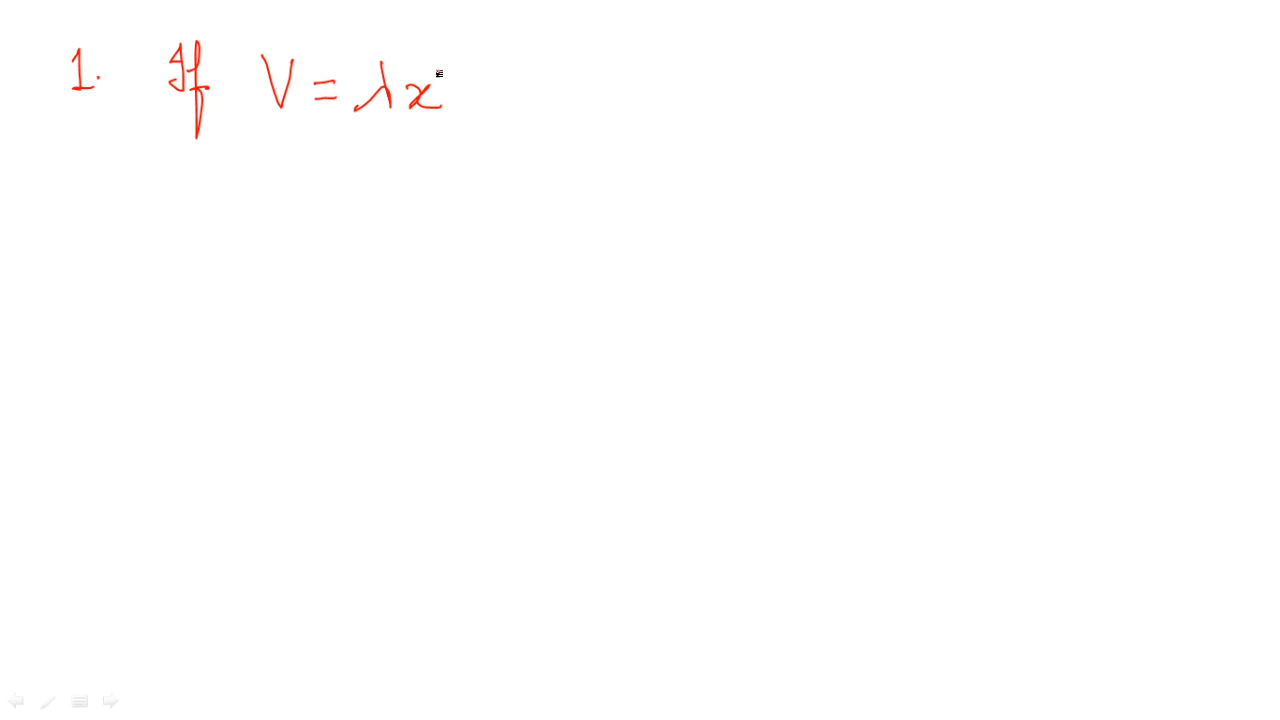 1. If V = λx